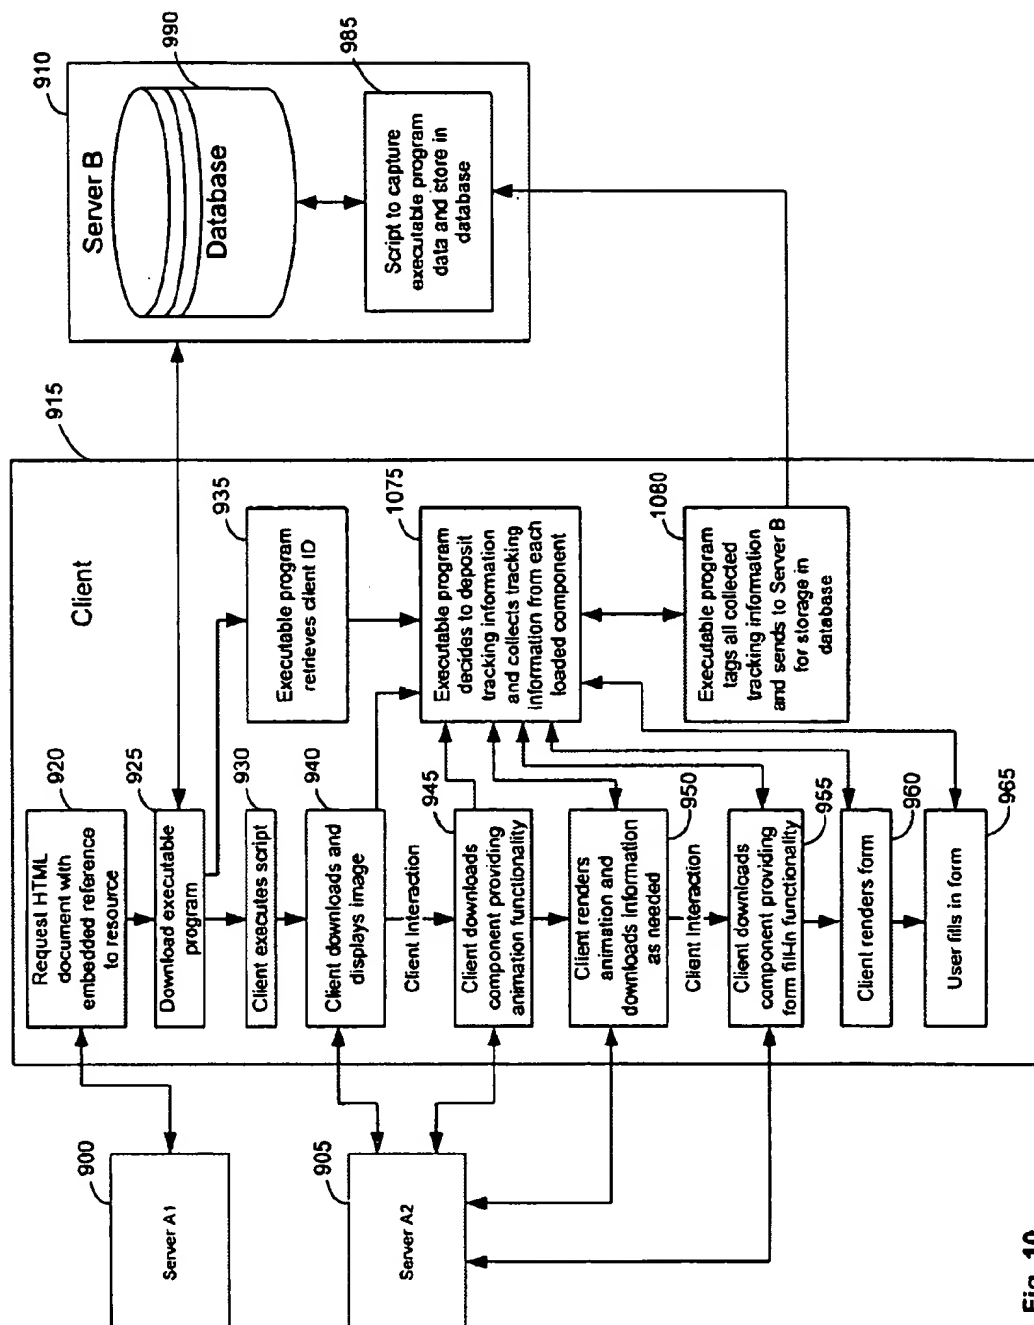 900
Server A1
905
Server A2
915
Client
920
Request HTML
document with
embedded reference
to resource
925
Download executable
program
930
Client executes script
940
Client downloads and
displays image
Client Interaction
945
Client downloads
component providing
animation functionality
950
Client renders
animation and
downloads information
as needed
Client Interaction
955
Client downloads
component providing
form fill-in functionality
960
Client renders form
965
User fills in form
935
Executable program
retrieves client ID
1075
Executable program
decides to deposit
tracking information
and collects tracking
information from each
loaded component
1080
Executable program
tags all collected
tracking information
and sends to Server B
for storage in
database
910
Server B
990
Database
985
Script to capture
executable program
data and store in
database
Fig. 10